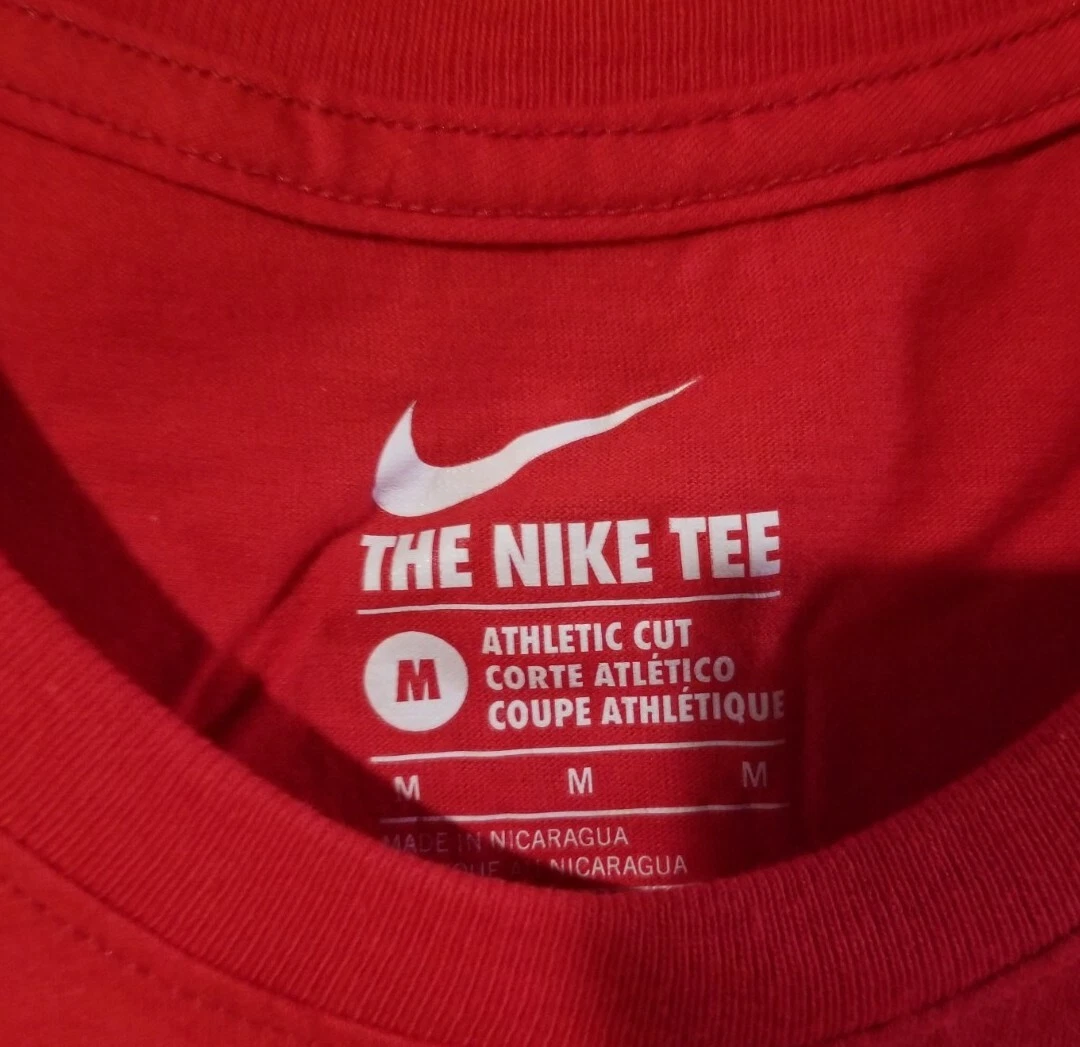 THE NIKE TEE
M
ATHLETIC CUT
CORTE ATLÉTICO
COUPE ATHLÉTIQUE
M M M
MADE IN NICARAGUA
NICARAGUA